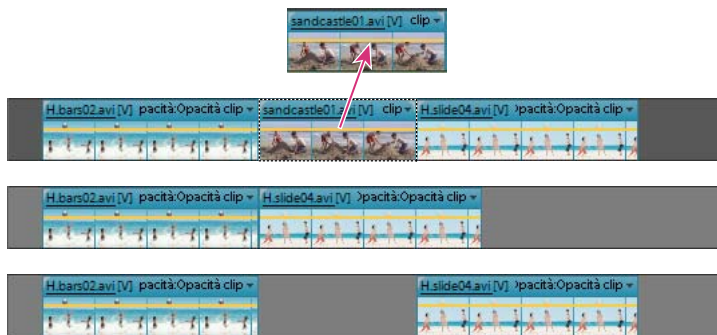 sandcastle01.avi [V] clip
H.bars02.avi [V] pacità:Opacità clip sandcastle01.avi [V] clip H.slide04.avi [V] pacità:Opacità clip
H.bars02.avi [V] pacità:Opacità clip H.slide04.avi [V] pacità:Opacità clip
H.bars02.avi [V] pacità:Opacità clip H.slide04.avi [V] pacità:Opacità clip